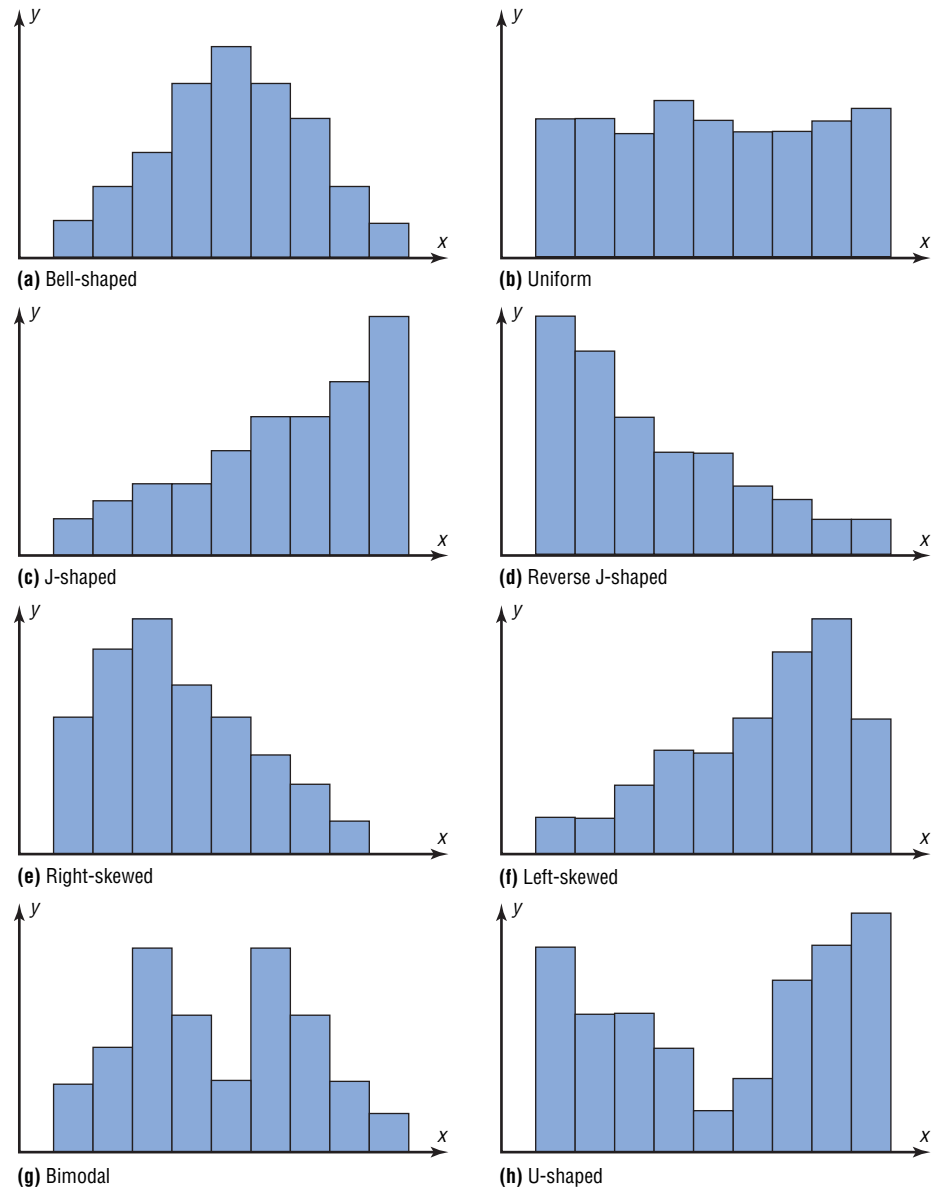 y
x
(a) Bell-shaped
y
x
(b) Uniform
y
x
(c) J-shaped
y
x
(d) Reverse J-shaped
y
x
(e) Right-skewed
y
x
(f) Left-skewed
y
x
(g) Bimodal
y
x
(h) U-shaped